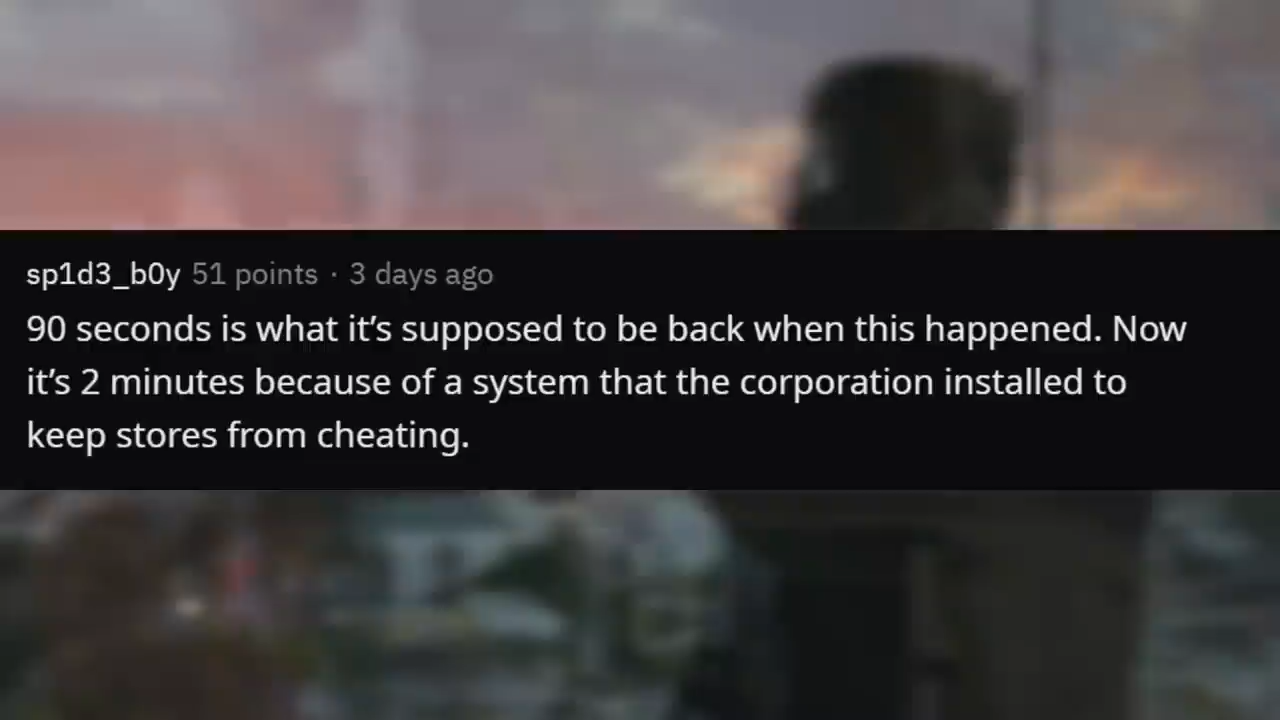 sp1d3_b0y 51 points · 3 days ago
90 seconds is what it’s supposed to be back when this happened. Now
it’s 2 minutes because of a system that the corporation installed to
keep stores from cheating.